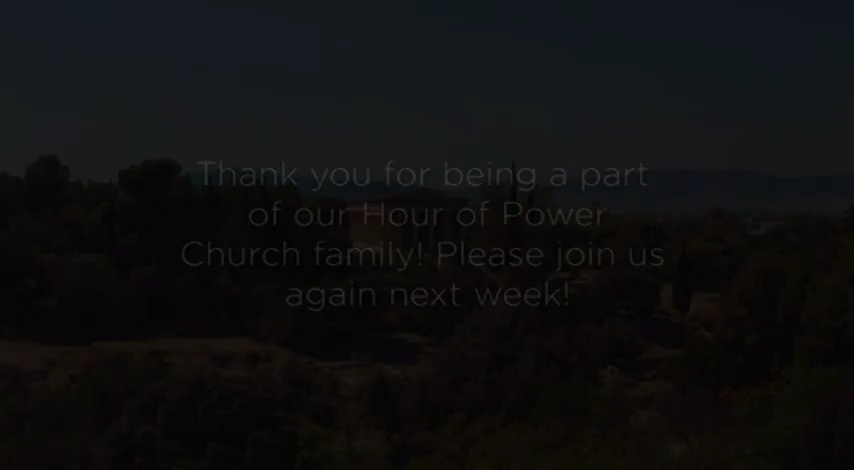 Thank you for being a part
of our Hour of Power
Church family! Please join us
again next week!